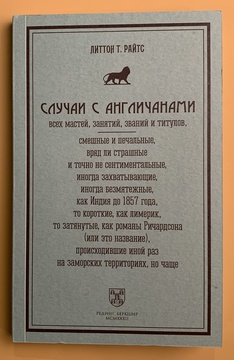 ЛИТТОН Т. РАЙТС
СЛУЧАИ С АНГЛИЧАНАМИ
всех мастей, занятий, званий и титулов,
смешные и печальные,
вряд ли страшные
и точно не сентиментальные,
иногда захватывающие,
иногда безмятежные,
как Индия до 1857 года,
то короткие, как лимерик,
то затянутые, как романы Ричардсона
(или это название),
происходившие иной раз
на заморских территориях, но чаще